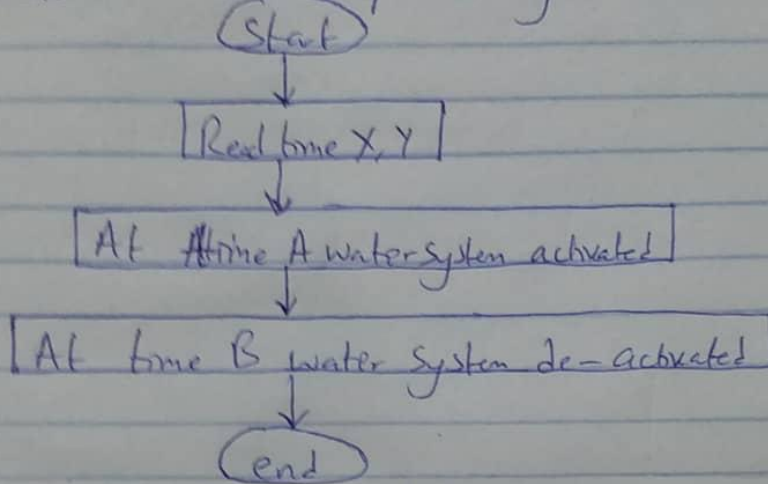 Start
Read time X, Y
At time A water system activated
At time B water system de-activated
end